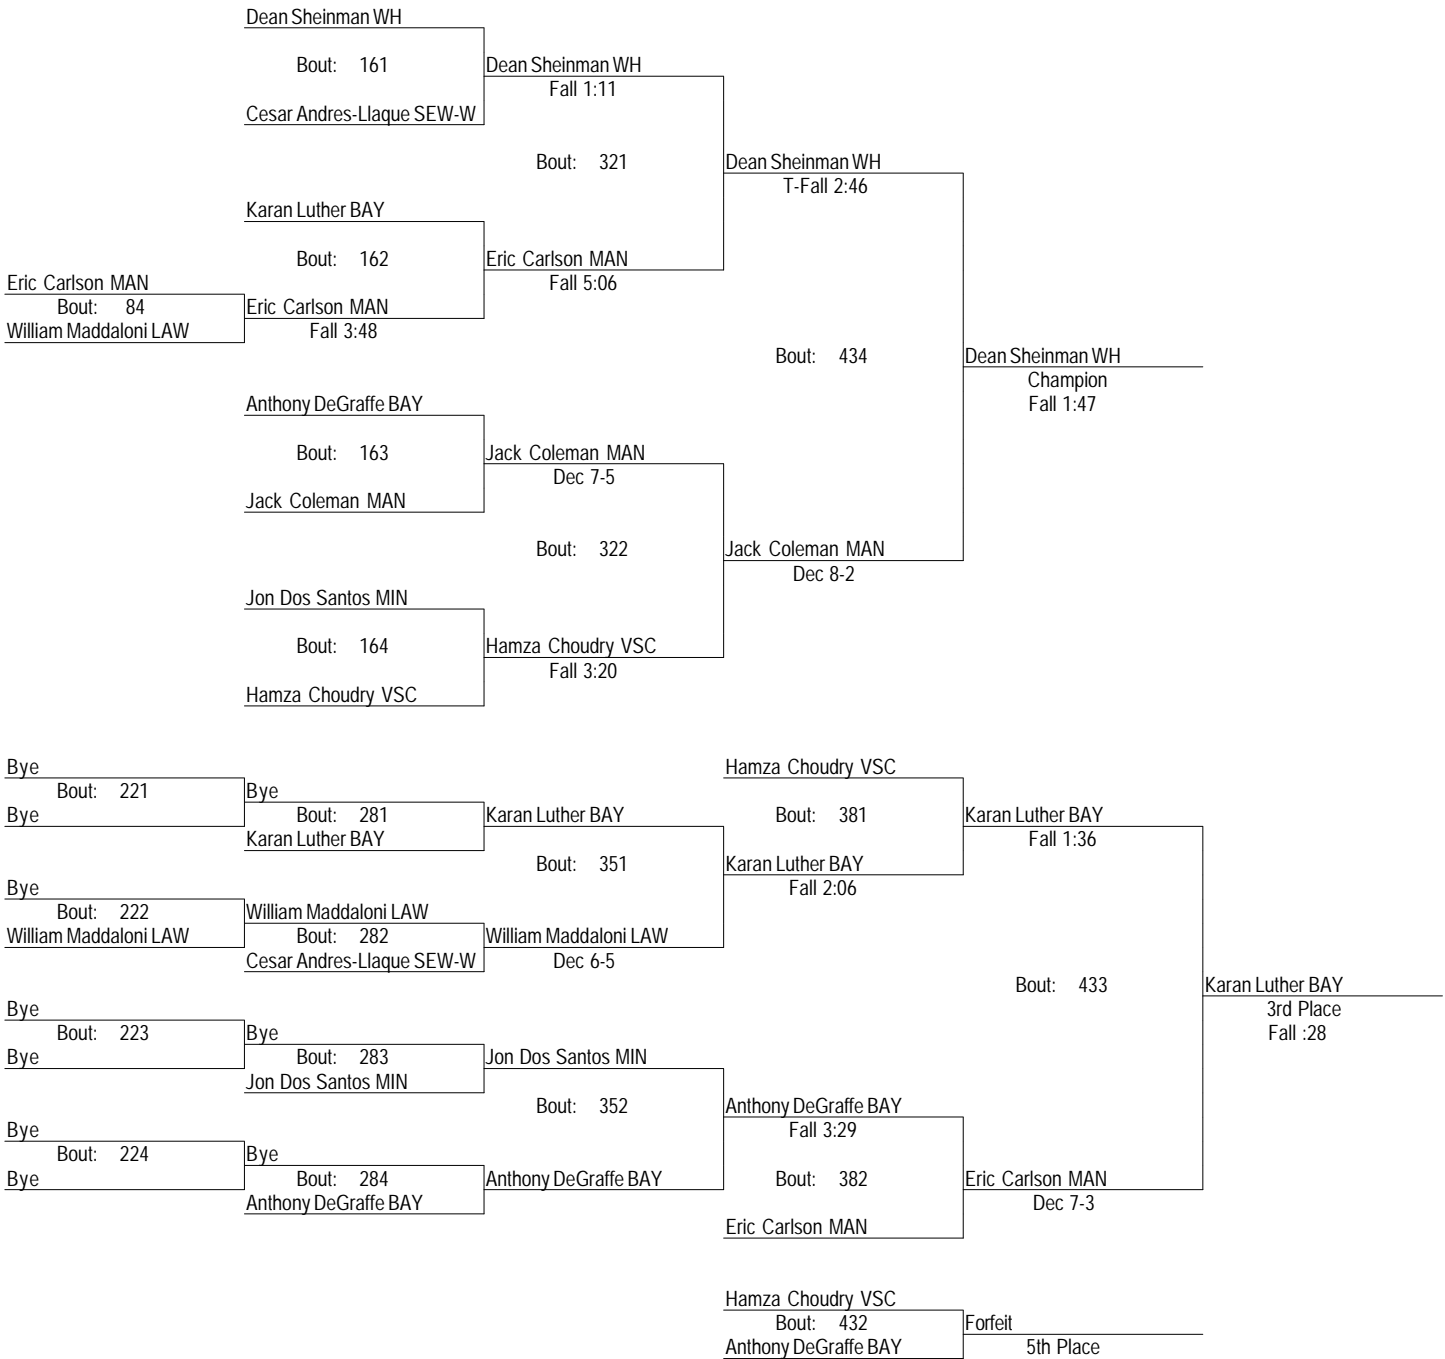 Dean Sheinman WH
Bout: 161
Dean Sheinman WH
Fall 1:11
Cesar Andres-Llaque SEW-W
Bout: 321
Dean Sheinman WH
T-Fall 2:46
Karan Luther BAY
Bout: 162
Eric Carlson MAN
Fall 5:06
Eric Carlson MAN
Bout: 84
William Maddaloni LAW
Eric Carlson MAN
Fall 3:48
Bout: 434
Dean Sheinman WH
Champion
Fall 1:47
Anthony DeGraffe BAY
Bout: 163
Jack Coleman MAN
Dec 7-5
Jack Coleman MAN
Bout: 322
Jack Coleman MAN
Dec 8-2
Jon Dos Santos MIN
Bout: 164
Hamza Choudry VSC
Fall 3:20
Hamza Choudry VSC
Bye
Bout: 221
Bye
Bye
Bout: 281
Karan Luther BAY
Karan Luther BAY
Bout: 351
Hamza Choudry VSC
Bout: 381
Karan Luther BAY
Fall 2:06
Karan Luther BAY
Fall 1:36
Bye
Bout: 222
William Maddaloni LAW
William Maddaloni LAW
Bout: 282
Cesar Andres-Llaque SEW-W
William Maddaloni LAW
Dec 6-5
Bout: 433
Karan Luther BAY
3rd Place
Fall :28
Bye
Bout: 223
Bye
Bye
Bout: 283
Jon Dos Santos MIN
Jon Dos Santos MIN
Bout: 352
Anthony DeGraffe BAY
Fall 3:29
Bye
Bout: 224
Bye
Bye
Bout: 284
Anthony DeGraffe BAY
Anthony DeGraffe BAY
Bout: 382
Eric Carlson MAN
Eric Carlson MAN
Dec 7-3
Hamza Choudry VSC
Bout: 432
Anthony DeGraffe BAY
Forfeit
5th Place